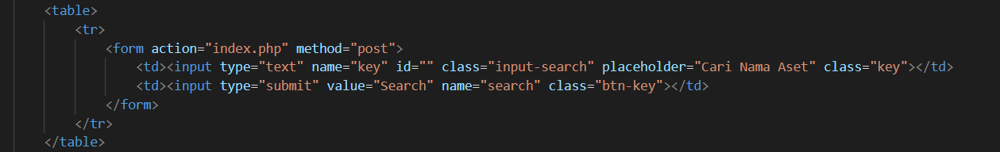 <table>
<tr>
<form action="index.php" method="post">
<td><input type="text" name="key" id="" class="input-search" placeholder="Cari Nama Aset" class="key"></td>
<td><input type="submit" value="Search" name="search" class="btn-key"></td>
</form>
</tr>
</table>